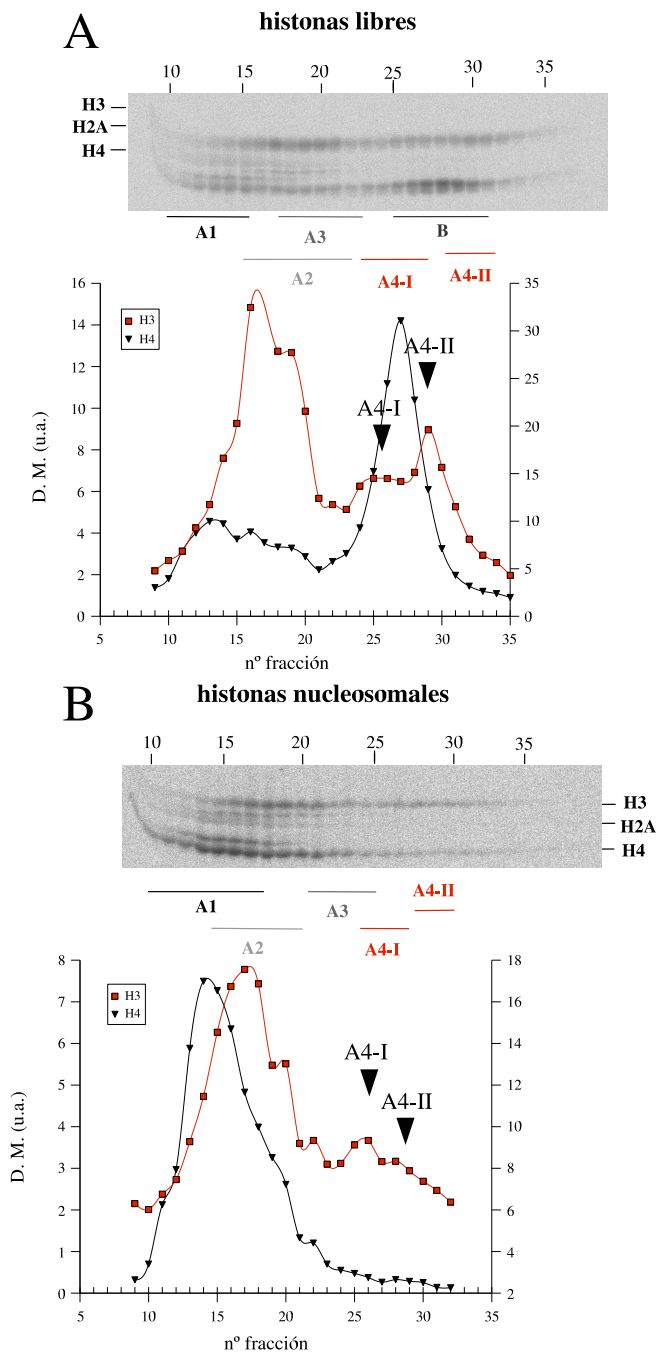 A
histonas libres
10 15 20 25 30 35
H3
H2A
H4
A1 A3 B
A2 A4-I A4-II
16 35
14 30
12 25
10 20
8 15
6 10
4 5
2 0
0
H3
H4
A4-II
A4-I
D. M. (u.a.)
5 10 15 20 25 30 35
nº fracción
B
histonas nucleosomales
10 15 20 25 30 35
H3
H2A
H4
A1 A3 A4-II
A2 A4-I
8 18
7 16
6 14
5 12
4 10
3 8
2 6
1 4
0 2
H3
H4
A4-I
A4-II
D. M. (u.a.)
5 10 15 20 25 30 35
nº fracción